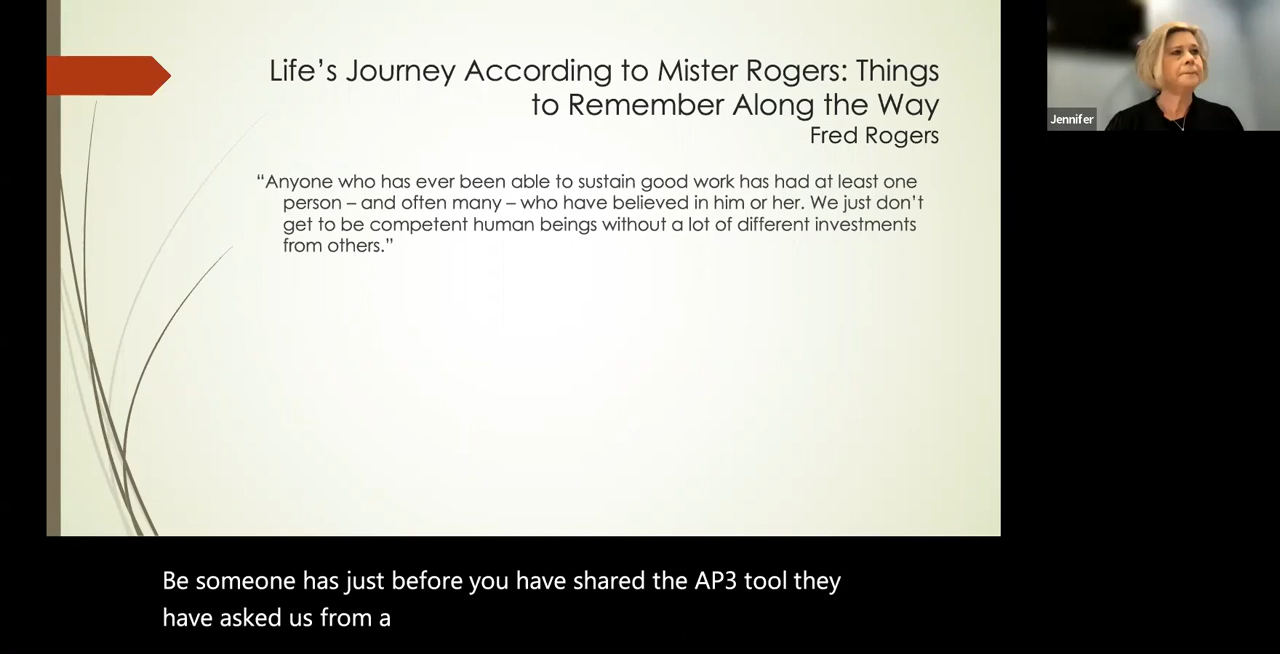 Life’s Journey According to Mister Rogers: Things
to Remember Along the Way
Fred Rogers
“Anyone who has ever been able to sustain good work has had at least one
person – and often many – who have believed in him or her. We just don’t
get to be competent human beings without a lot of different investments
from others.”
Jennifer
Be someone has just before you have shared the AP3 tool they
have asked us from a